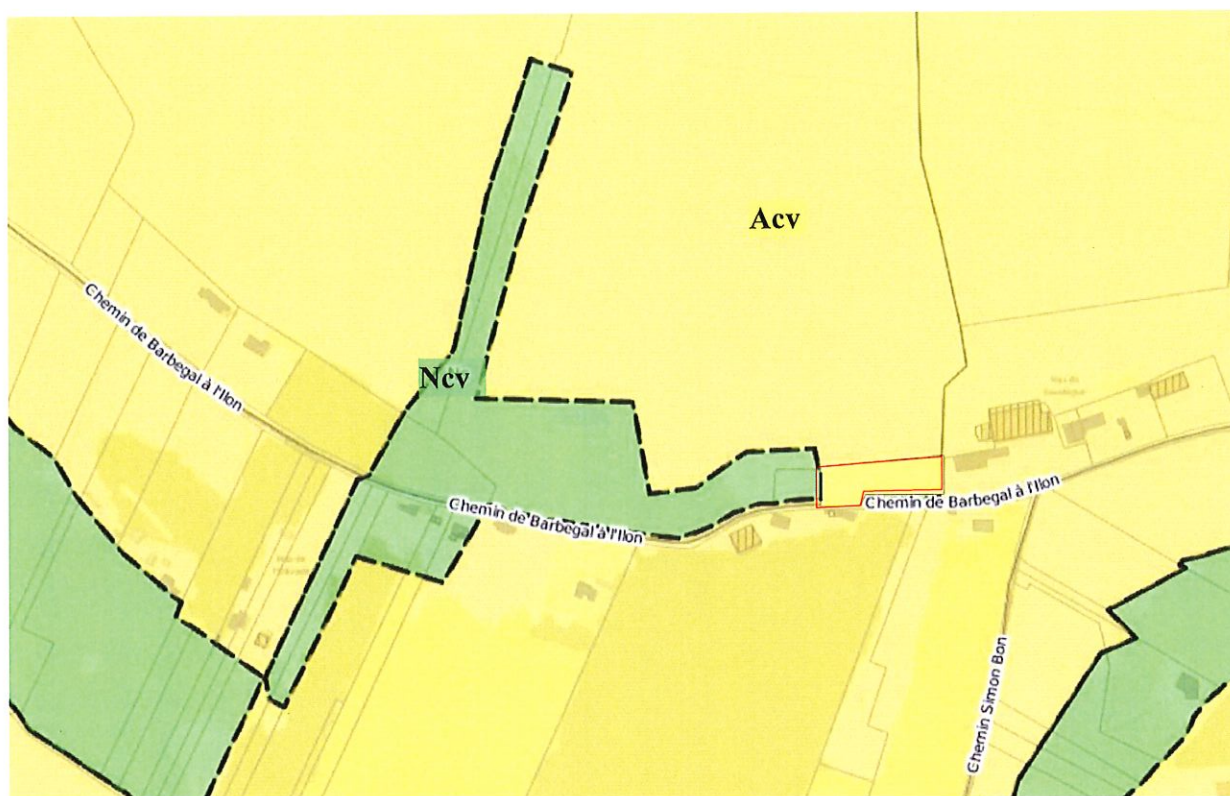 Acv
Chemin de Barbegal à l'Ilon
Ncv
Chemin de Barbegal à l'Ilon
Chemin de Barbegal à l'Ilon
Chemin Simon Bon